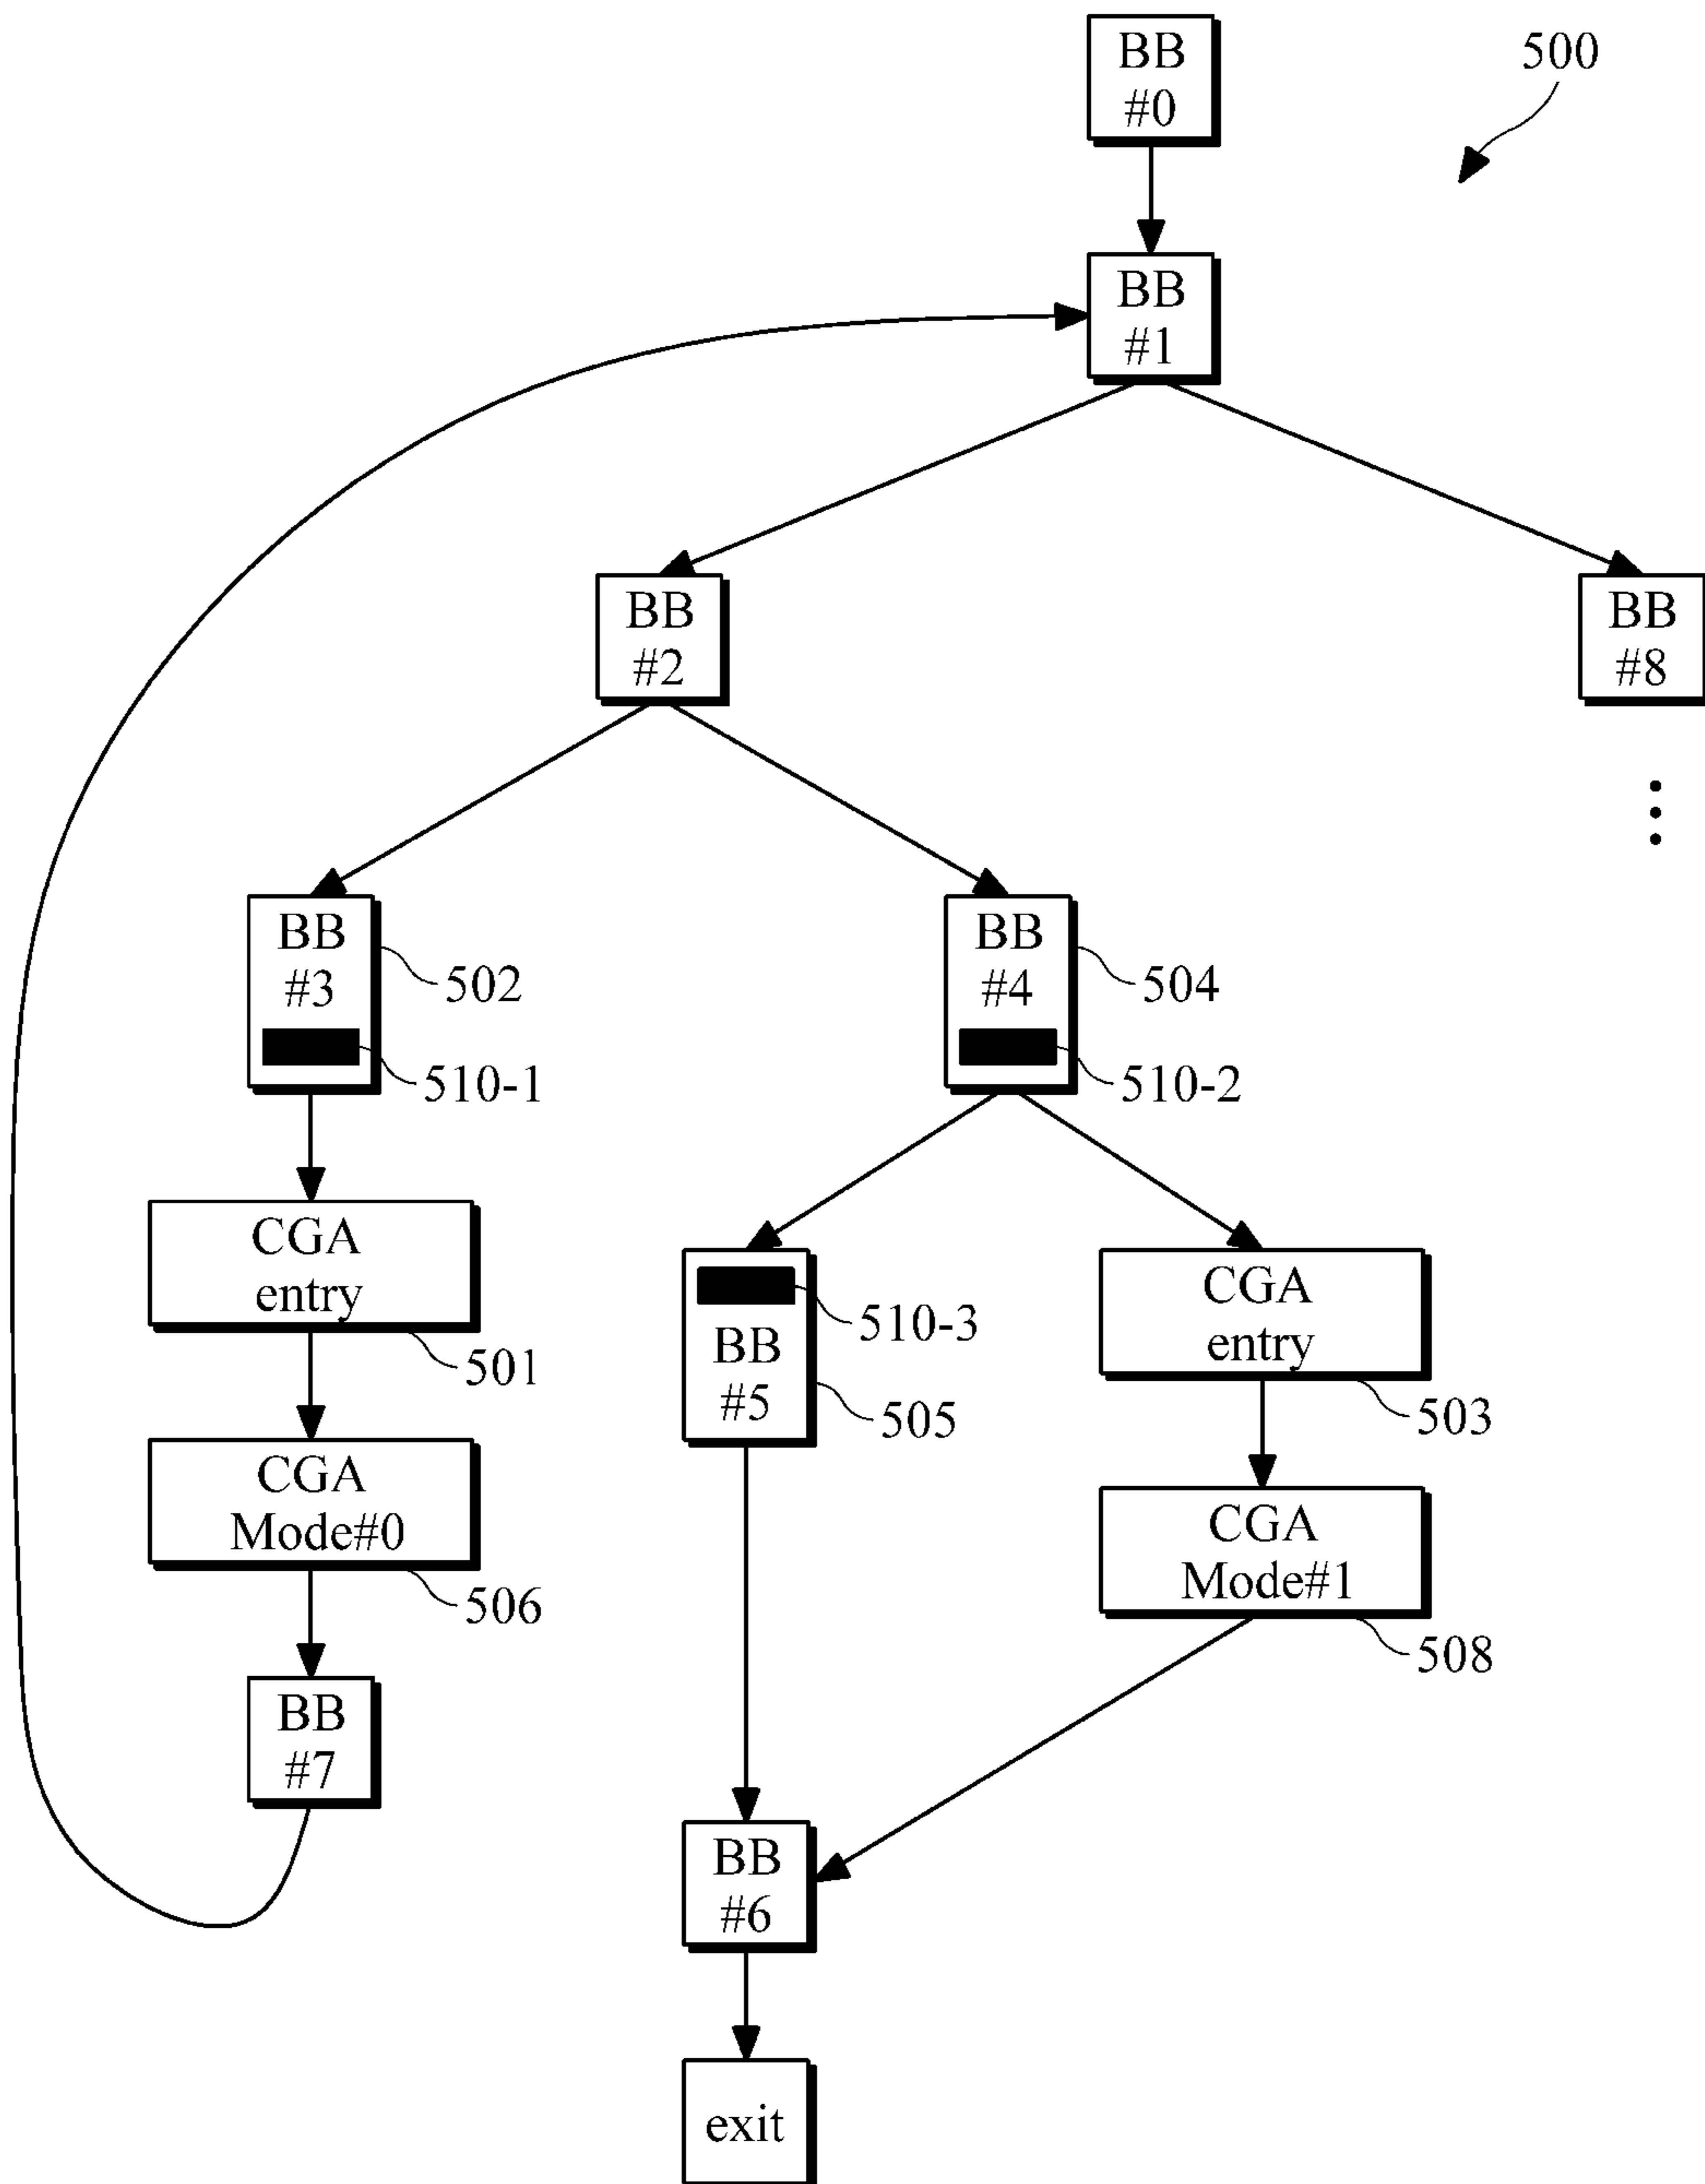 BB
#0
500
BB
#1
BB
#2
BB
#8
BB
#3
502
510-1
BB
#4
504
510-2
CGA
entry
501
510-3
BB
#5
505
CGA
entry
503
CGA
Mode#0
506
CGA
Mode#1
508
BB
#7
BB
#6
exit